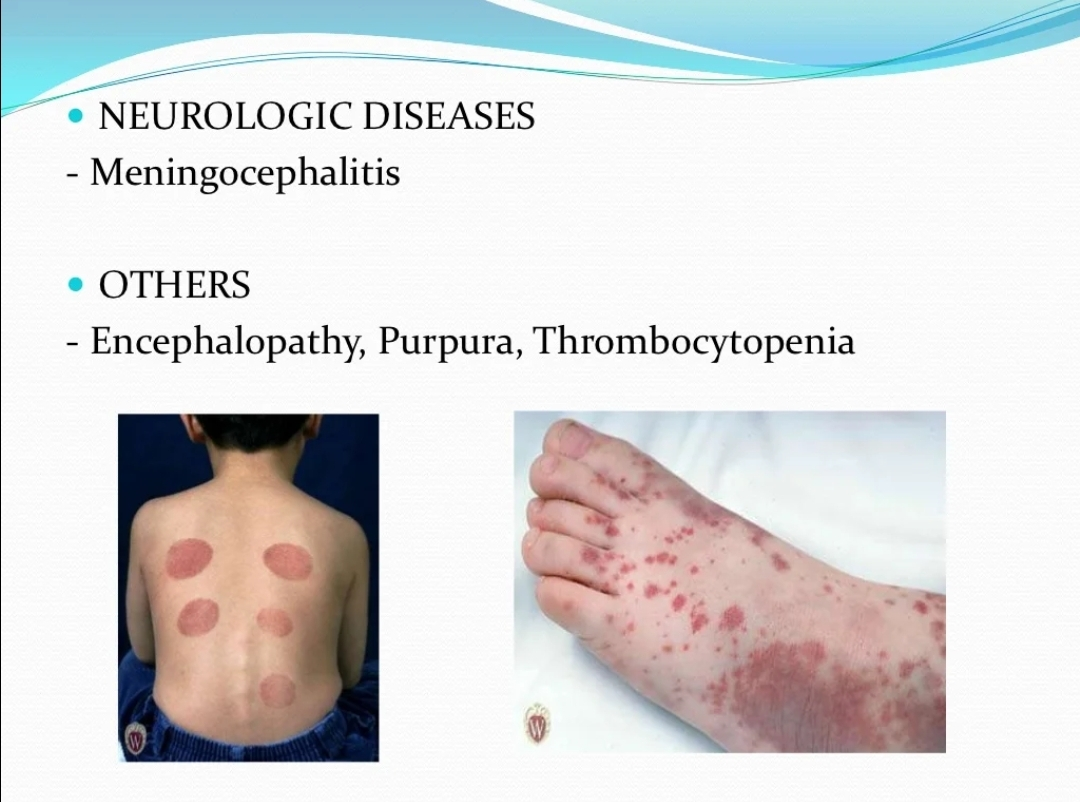 • NEUROLOGIC DISEASES
- Meningocephalitis
• OTHERS
- Encephalopathy, Purpura, Thrombocytopenia
W
W